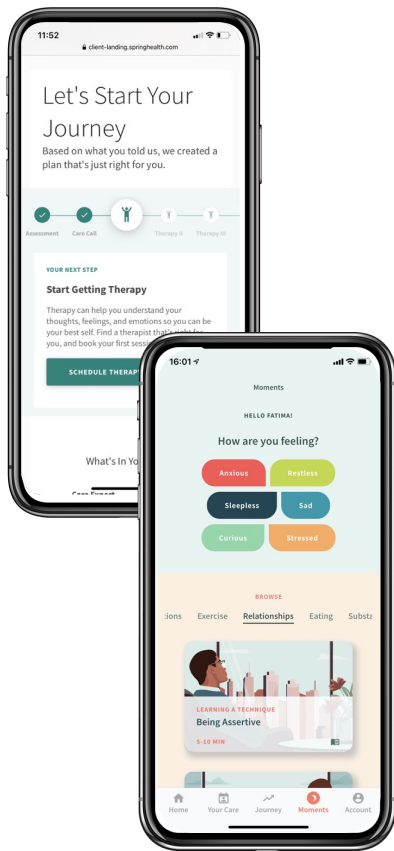 11:52
client-landing.springhealth.com
Let's Start Your
Journey
Based on what you told us, we created a
plan that's just right for you.
Assessment
Care Call
Therapy II
Therapy III
YOUR NEXT STEP
Start Getting Therapy
Therapy can help you understand your
thoughts, feelings, and emotions so you can be
your best self. Find a therapist that's right for
you, and book your first
SCHEDULE
What's In
Care Expert
16:01
Moments
HELLO FATIMA!
How are you feeling?
Anxious
Restless
Sleepless
Sad
Curious
Stressed
BROWSE
Exercise
Relationships
Eating
LEARNING A TECHNIQUE
Being Assertive
5-10 MIN
Home
Your Care
Journey
Moments
Account